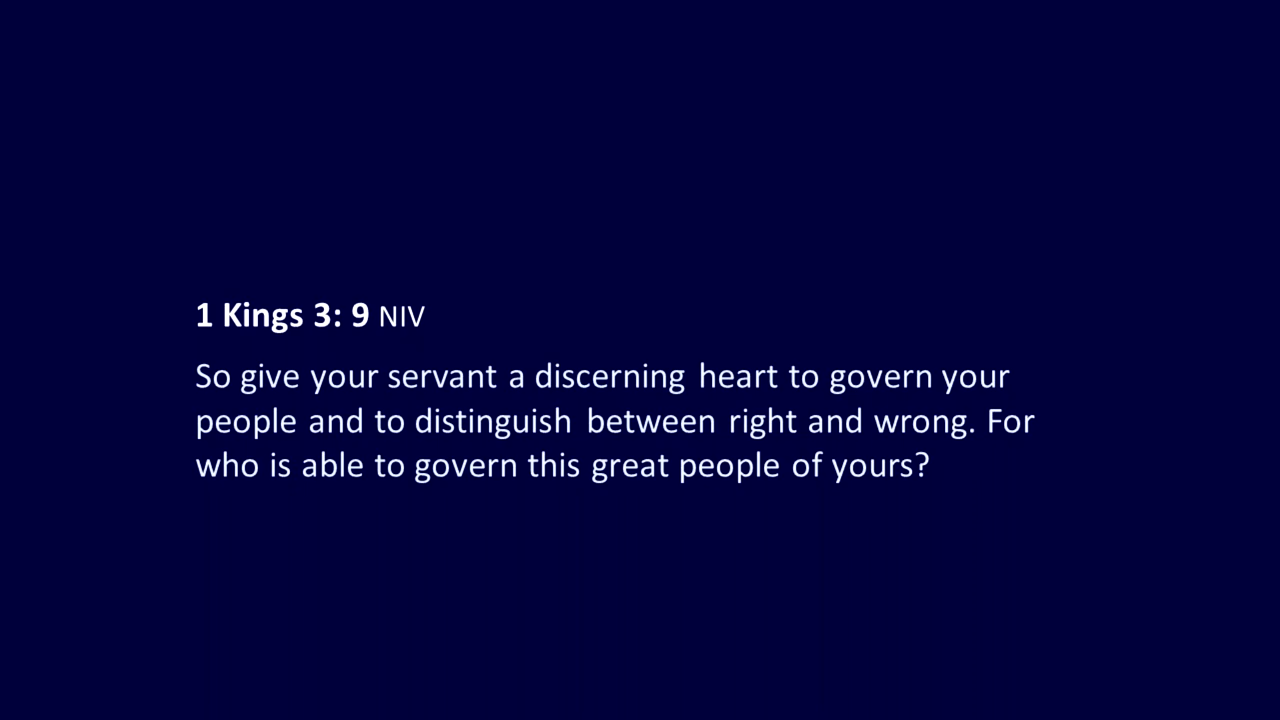 1 Kings 3: 9 NIV
So give your servant a discerning heart to govern your
people and to distinguish between right and wrong. For
who is able to govern this great people of yours?